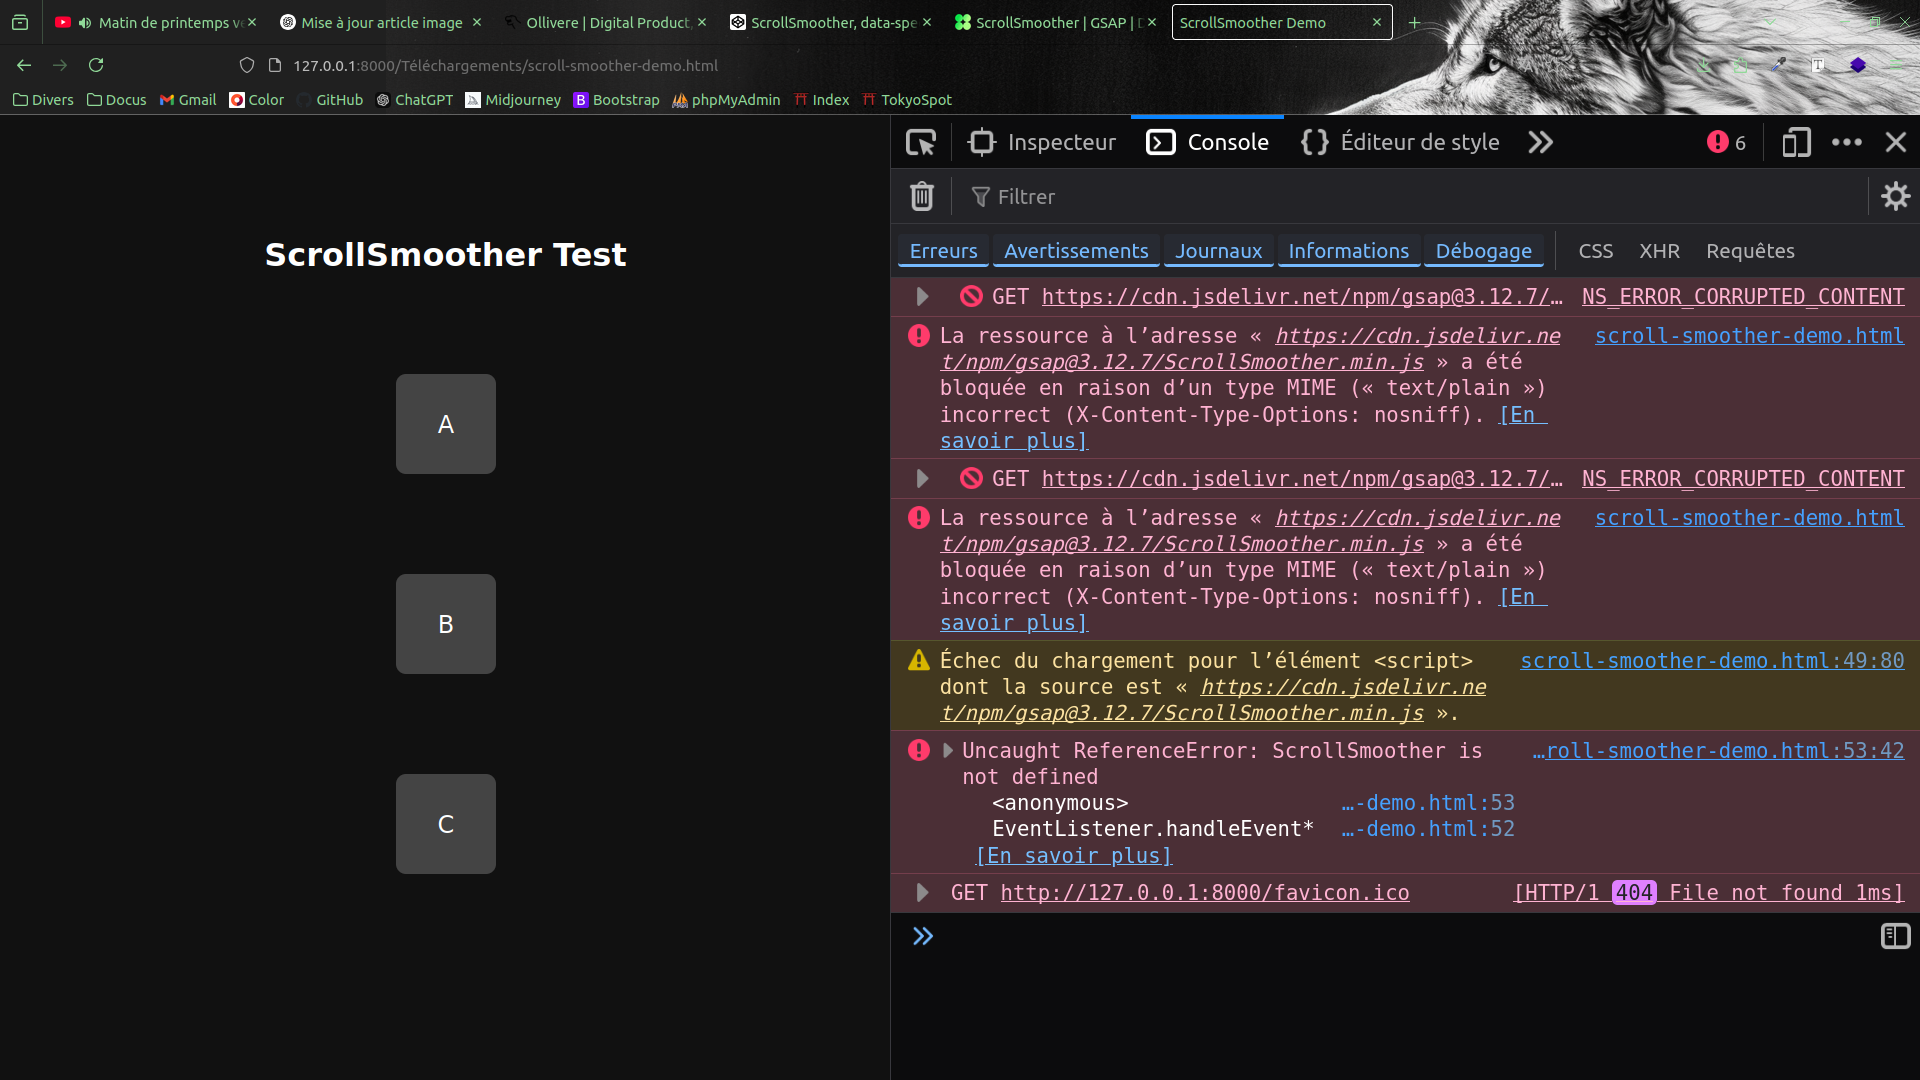 Matin de printemps
Mise à jour article image
Ollivere | Digital Product,
ScrollSmoother, data-spe
ScrollSmoother | GSAP |
ScrollSmoother Demo
127.0.0.1:8000/Téléchargements/scroll-smoother-demo.html
Divers Docus Gmail Color GitHub ChatGPT Midjourney Bootstrap phpMyAdmin Index TokyoSpot
ScrollSmoother Test
A
B
C
Inspecteur Console Éditeur de style 6
Filtrer
Erreurs Avertissements Journaux Informations Débogage CSS XHR Requêtes
GET https://cdn.jsdelivr.net/npm/gsap@3.12.7/… NS_ERROR_CORRUPTED_CONTENT
La ressource à l’adresse « https://cdn.jsdelivr.ne scroll-smoother-demo.html
t/npm/gsap@3.12.7/ScrollSmoother.min.js » a été
bloquée en raison d’un type MIME (« text/plain »)
incorrect (X-Content-Type-Options: nosniff). [En
savoir plus]
GET https://cdn.jsdelivr.net/npm/gsap@3.12.7/… NS_ERROR_CORRUPTED_CONTENT
La ressource à l’adresse « https://cdn.jsdelivr.ne scroll-smoother-demo.html
t/npm/gsap@3.12.7/ScrollSmoother.min.js » a été
bloquée en raison d’un type MIME (« text/plain »)
incorrect (X-Content-Type-Options: nosniff). [En
savoir plus]
Échec du chargement pour l’élément <script> scroll-smoother-demo.html:49:80
dont la source est « https://cdn.jsdelivr.ne
t/npm/gsap@3.12.7/ScrollSmoother.min.js ».
Uncaught ReferenceError: ScrollSmoother is …roll-smoother-demo.html:53:42
not defined
<anonymous> …-demo.html:53
EventListener.handleEvent* …-demo.html:52
[En savoir plus]
GET http://127.0.0.1:8000/favicon.ico [HTTP/1 404 File not found 1ms]